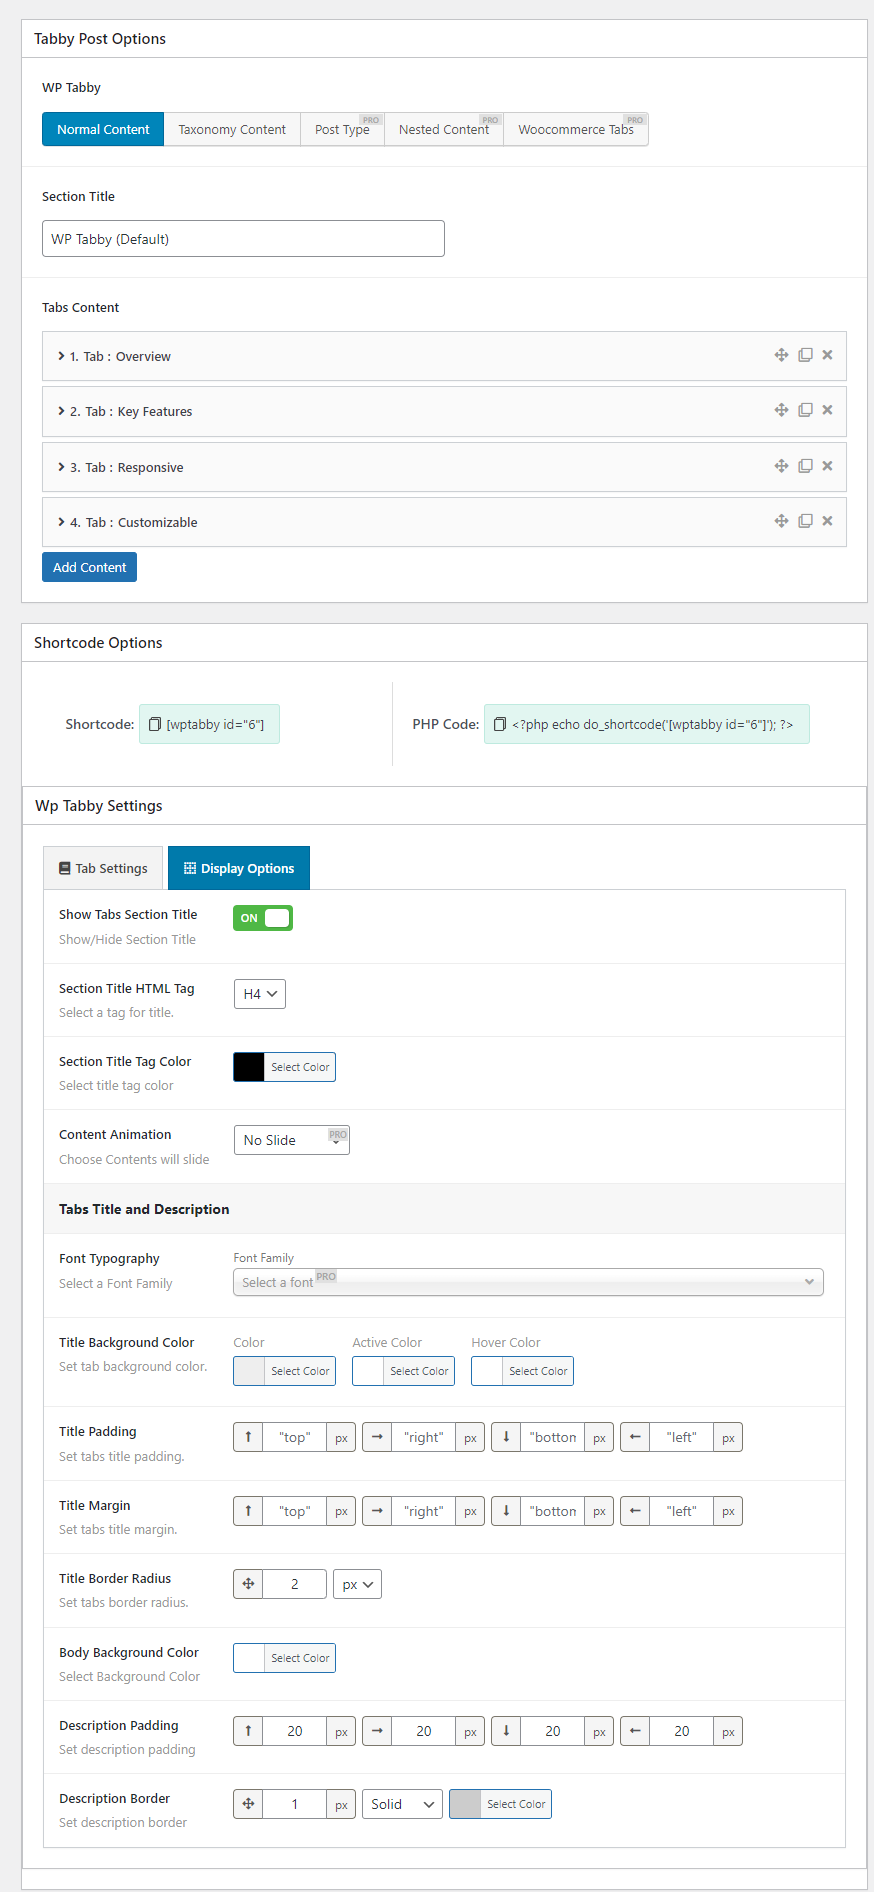 Tabby Post Options
WP Tabby
Normal Content Taxonomy Content Post Type PRO Nested Content PRO Woocommerce Tabs PRO
Section Title
WP Tabby (Default)
Tabs Content
1. Tab : Overview
2. Tab : Key Features
3. Tab : Responsive
4. Tab : Customizable
Add Content
Shortcode Options
Shortcode: [wptabby id="6"] PHP Code: <?php echo do_shortcode('[wptabby id="6"]'); ?>
Wp Tabby Settings
Tab Settings Display Options
Show Tabs Section Title ON
Show/Hide Section Title
Section Title HTML Tag H4
Select a tag for title.
Section Title Tag Color Select Color
Select title tag color
Content Animation No Slide PRO
Choose Contents will slide
Tabs Title and Description
Font Typography Font Family
Select a Font Family Select a font PRO
Title Background Color Color Active Color Hover Color
Set tab background color. Select Color Select Color Select Color
Title Padding "top" px "right" px "bottom px "left" px
Set tabs title padding.
Title Margin "top" px "right" px "bottom px "left" px
Set tabs title margin.
Title Border Radius 2 px
Set tabs border radius.
Body Background Color Select Color
Select Background Color
Description Padding 20 px 20 px 20 px 20 px
Set description padding
Description Border 1 px Solid Select Color
Set description border